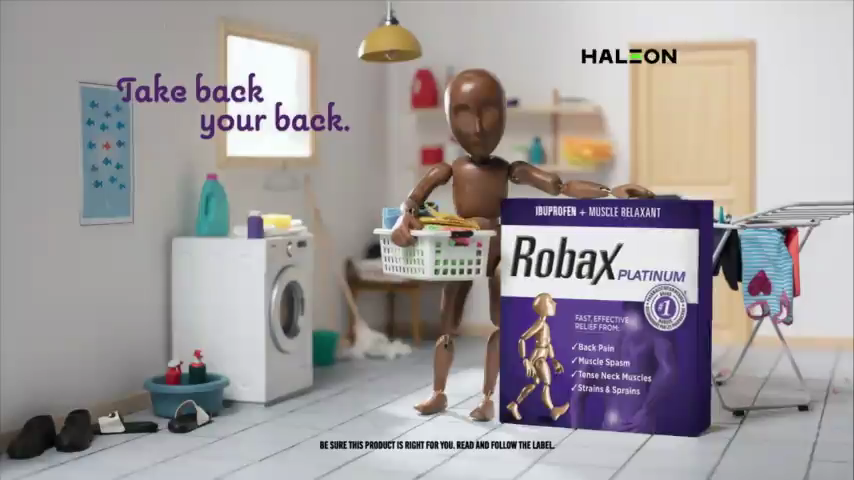 HALEON
Take back
your back.
IBUPROFEN + MUSCLE RELAXANT
Robax PLATINUM
#1
FAST, EFFECTIVE
RELIEF FROM:
✓Back Pain
✓Muscle Spasm
✓Tense Neck Muscles
✓Strains & Sprains
BE SURE THIS PRODUCT IS RIGHT FOR YOU. READ AND FOLLOW THE LABEL.